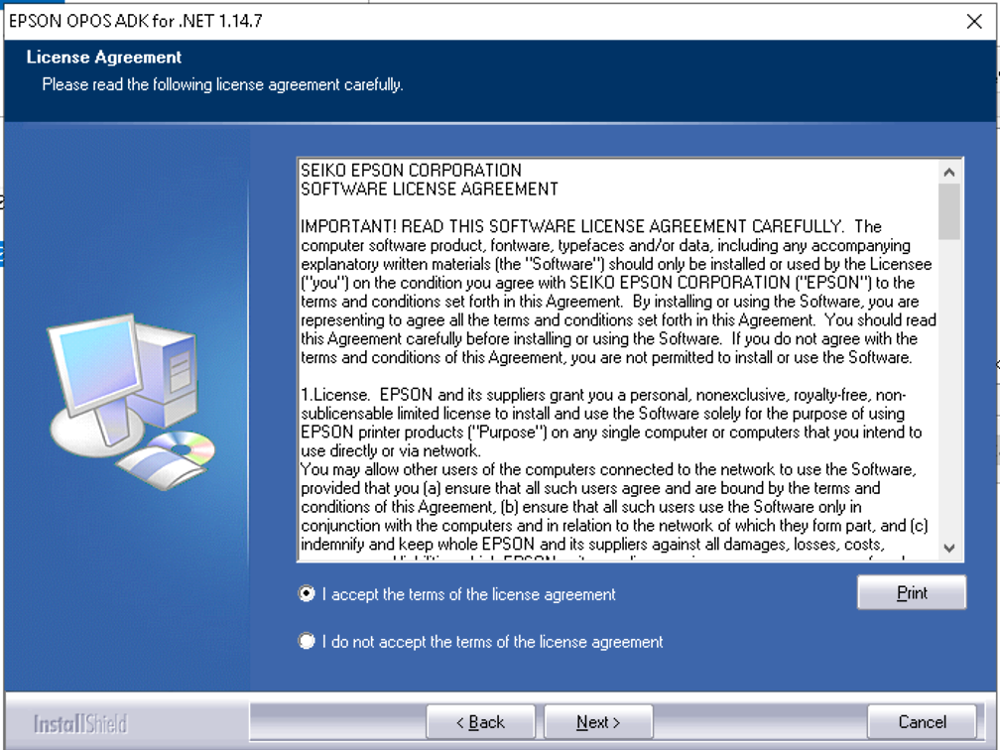 EPSON OPOS ADK for .NET 1.14.7
License Agreement
Please read the following license agreement carefully.
SEIKO EPSON CORPORATION
SOFTWARE LICENSE AGREEMENT
IMPORTANT! READ THIS SOFTWARE LICENSE AGREEMENT CAREFULLY.  The
computer software product, fontware, typefaces and/or data, including any accompanying
explanatory written materials (the "Software") should only be installed or used by the Licensee
("you") on the condition you agree with SEIKO EPSON CORPORATION ("EPSON") to the
terms and conditions set forth in this Agreement.  By installing or using the Software, you are
representing to agree all the terms and conditions set forth in this Agreement.  You should read
this Agreement carefully before installing or using the Software.  If you do not agree with the
terms and conditions of this Agreement, you are not permitted to install or use the Software.
1.License.  EPSON and its suppliers grant you a personal, nonexclusive, royalty-free, non-
sublicensable limited license to install and use the Software solely for the purpose of using
EPSON printer products ("Purpose") on any single computer or computers that you intend to
use directly or via network.
You may allow other users of the computers connected to the network to use the Software,
provided that you (a) ensure that all such users agree and are bound by the terms and
conditions of this Agreement, (b) ensure that all such users use the Software only in
conjunction with the computers and in relation to the network of which they form part, and (c)
indemnify and keep whole EPSON and its suppliers against all damages, losses, costs,
I accept the terms of the license agreement
Print
I do not accept the terms of the license agreement
InstallShield
< Back
Next >
Cancel